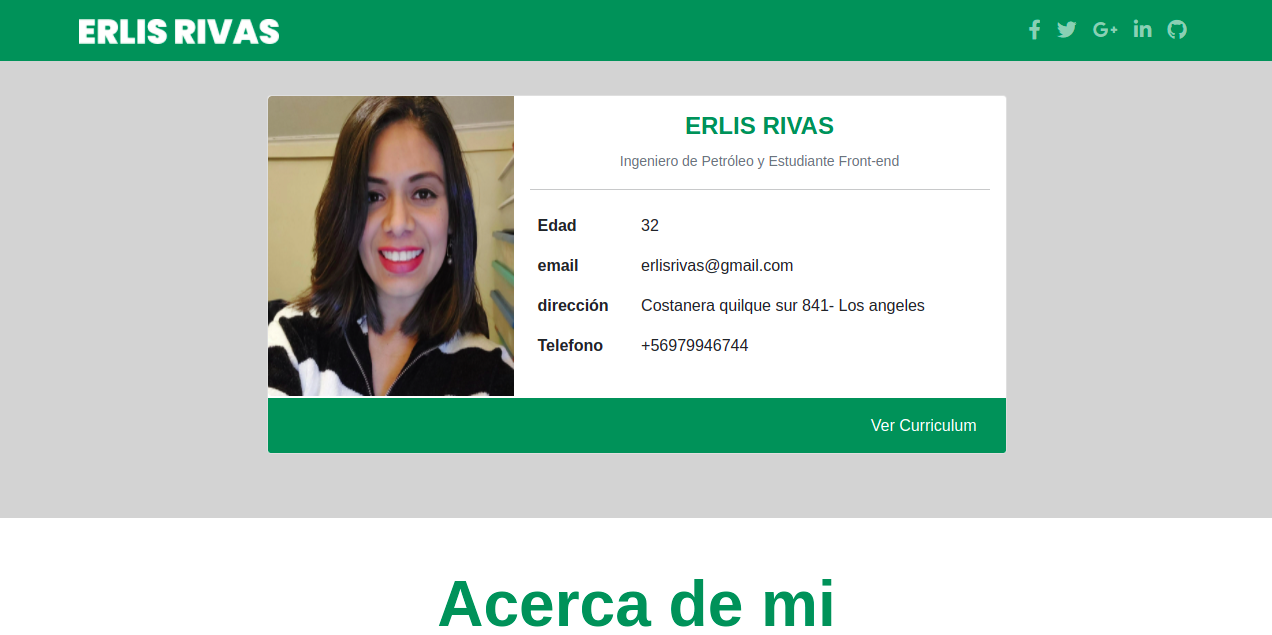 ERLIS RIVAS
ERLIS RIVAS
Ingeniero de Petróleo y Estudiante Front-end
Edad 32
email erlisrivas@gmail.com
dirección Costanera quilque sur 841- Los angeles
Telefono +56979946744
Ver Curriculum
Acerca de mi